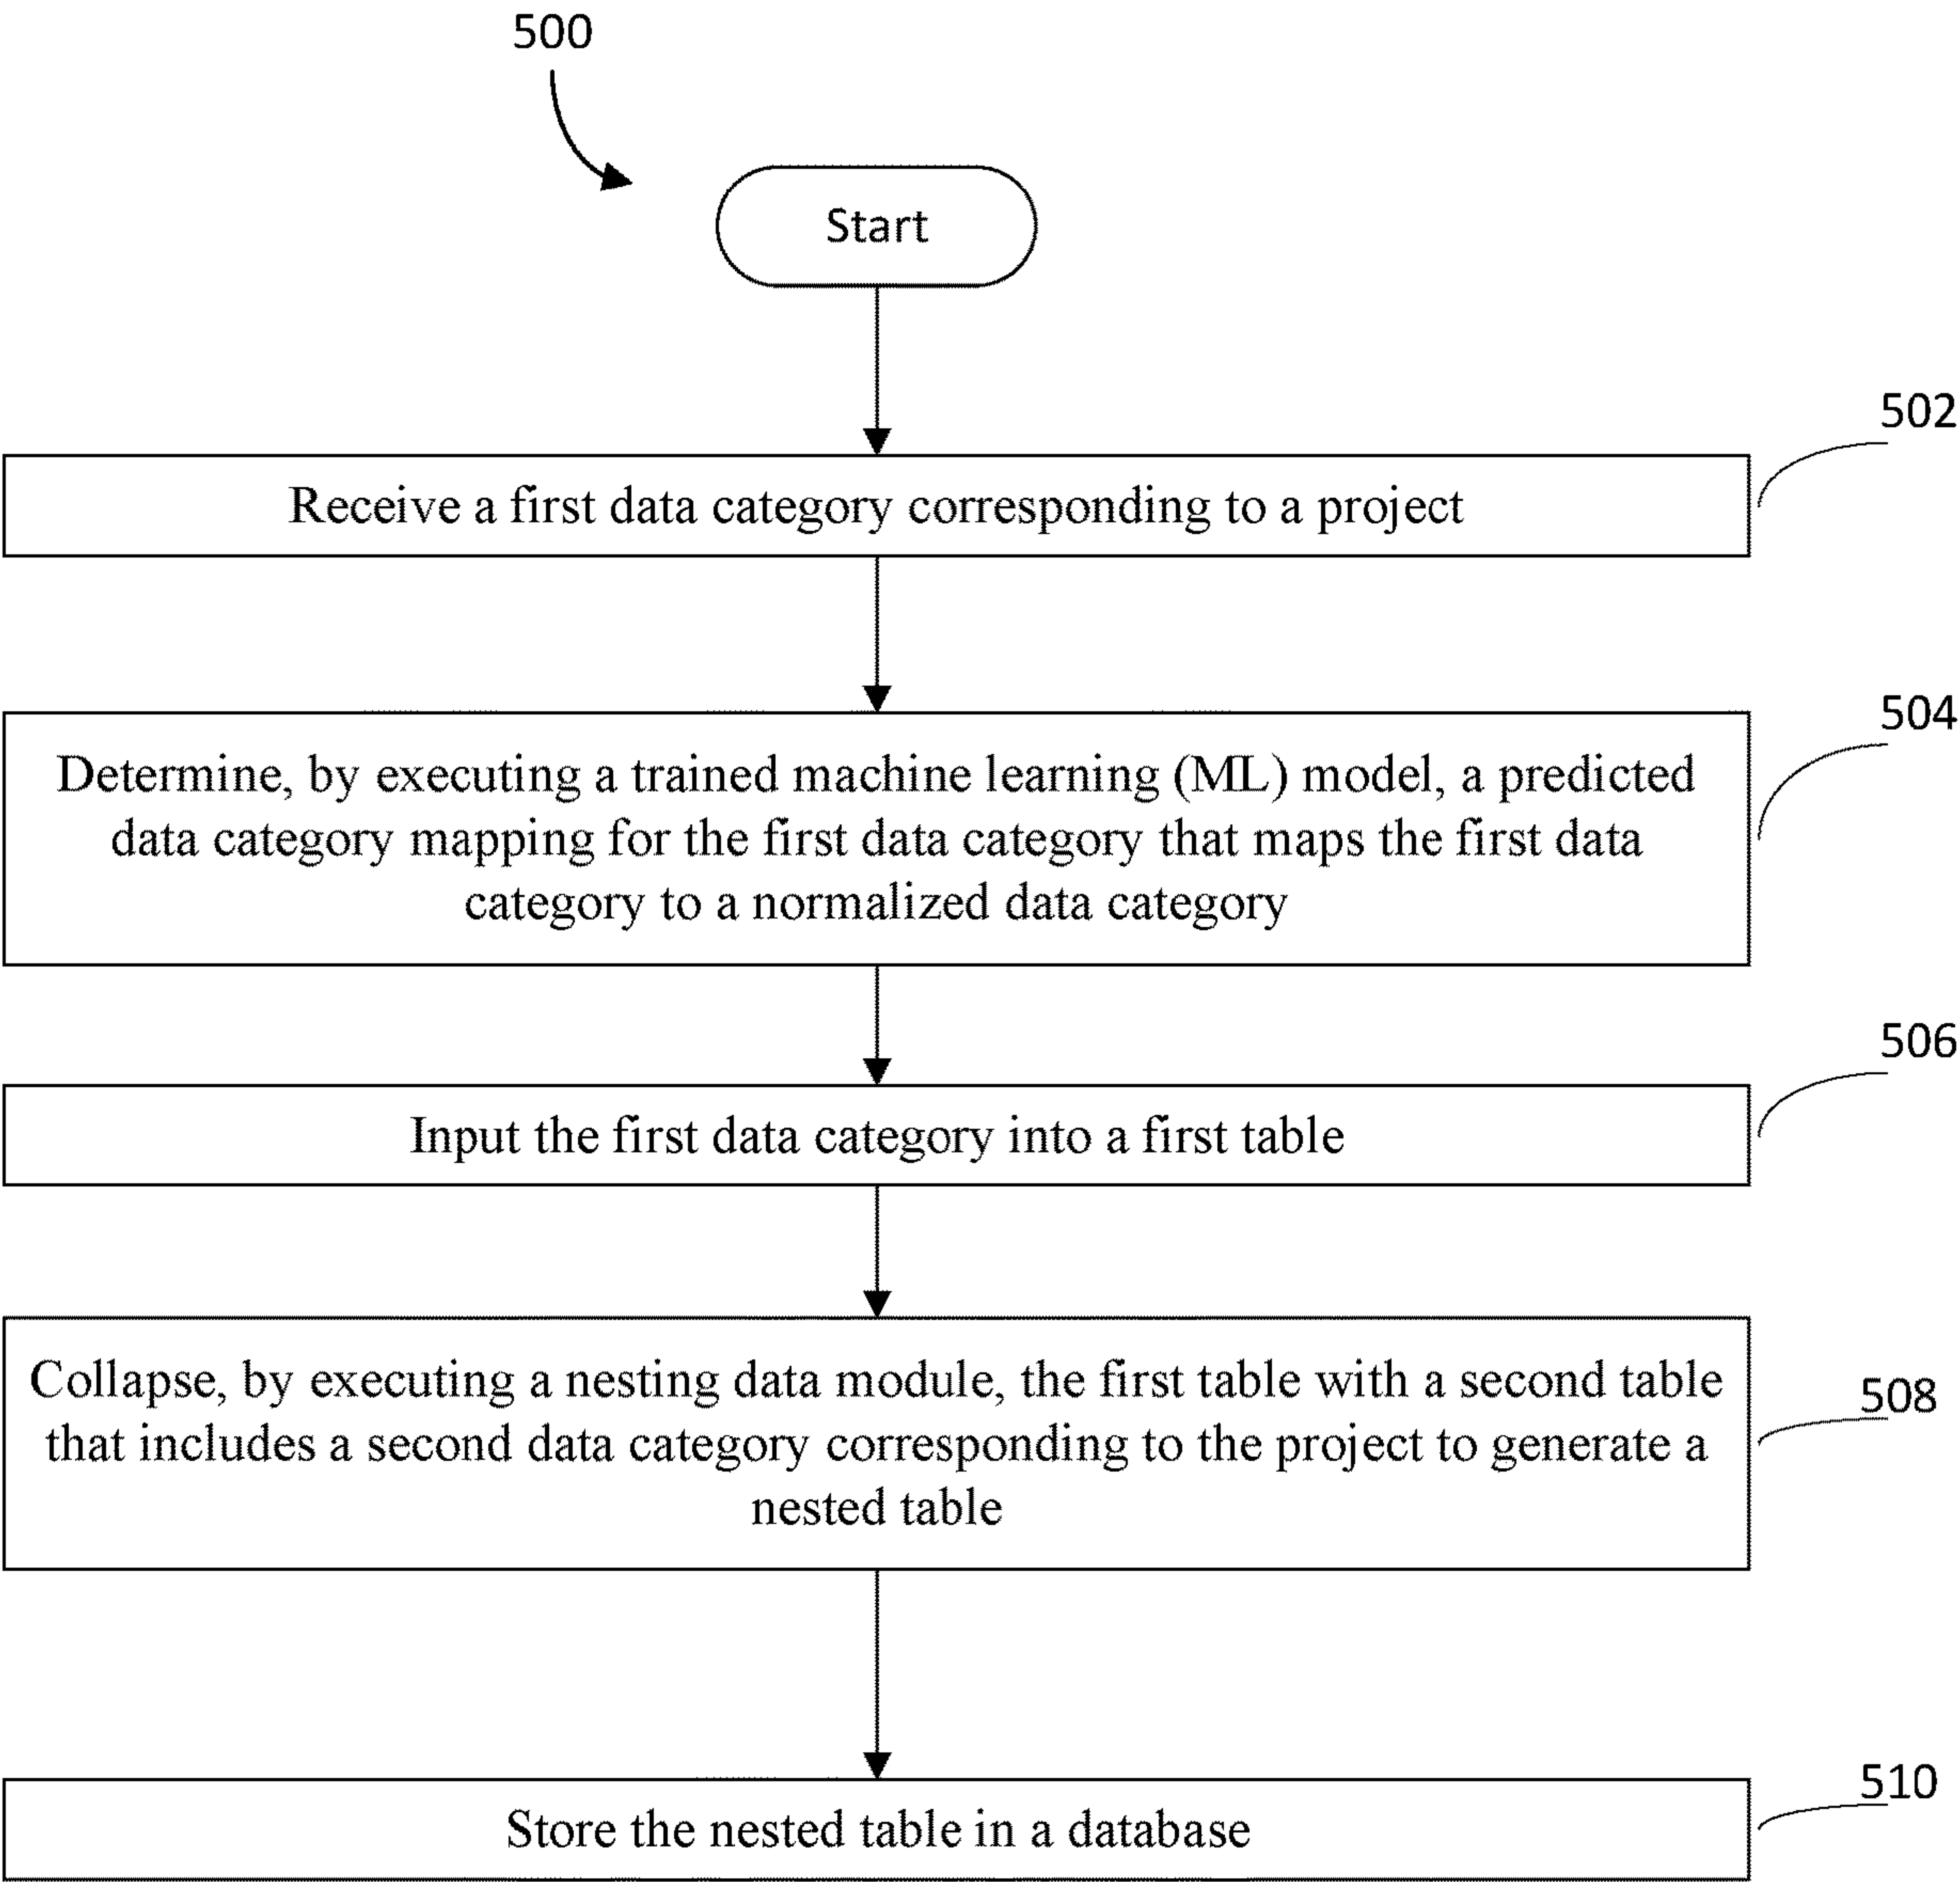 500
Start
502
Receive a first data category corresponding to a project
504
Determine, by executing a trained machine learning (ML) model, a predicted
data category mapping for the first data category that maps the first data
category to a normalized data category
506
Input the first data category into a first table
508
Collapse, by executing a nesting data module, the first table with a second table
that includes a second data category corresponding to the project to generate a
nested table
510
Store the nested table in a database